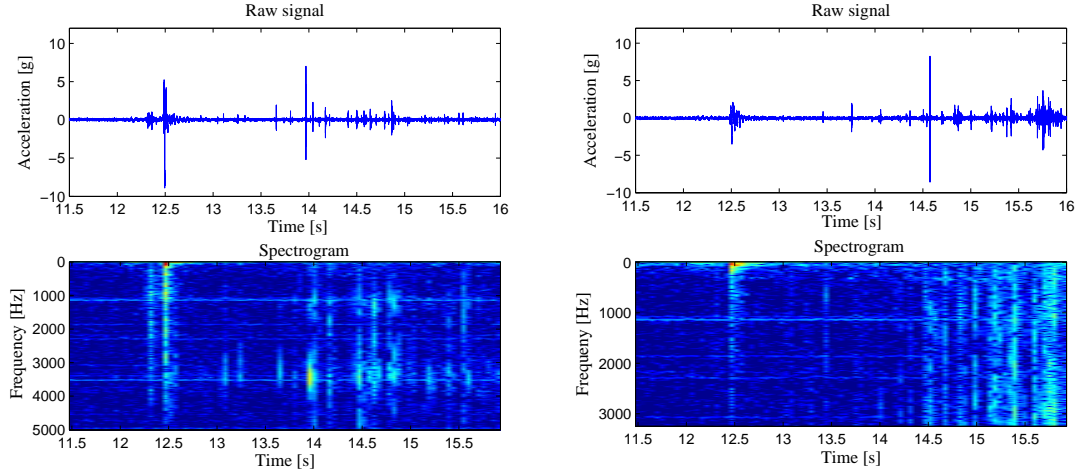 Raw signal
10
5
0
−5
−10
Acceleration [g]
11.5 12 12.5 13 13.5 14 14.5 15 15.5 16
Time [s]
Spectrogram
0
1000
2000
3000
4000
5000
Frequency [Hz]
11.5 12 12.5 13 13.5 14 14.5 15 15.5
Time [s]
Raw signal
10
5
0
−5
−10
Acceleration [g]
11.5 12 12.5 13 13.5 14 14.5 15 15.5 16
Time [s]
Spectrogram
0
1000
2000
3000
Frequeny [Hz]
11.5 12 12.5 13 13.5 14 14.5 15 15.5
Time [s]